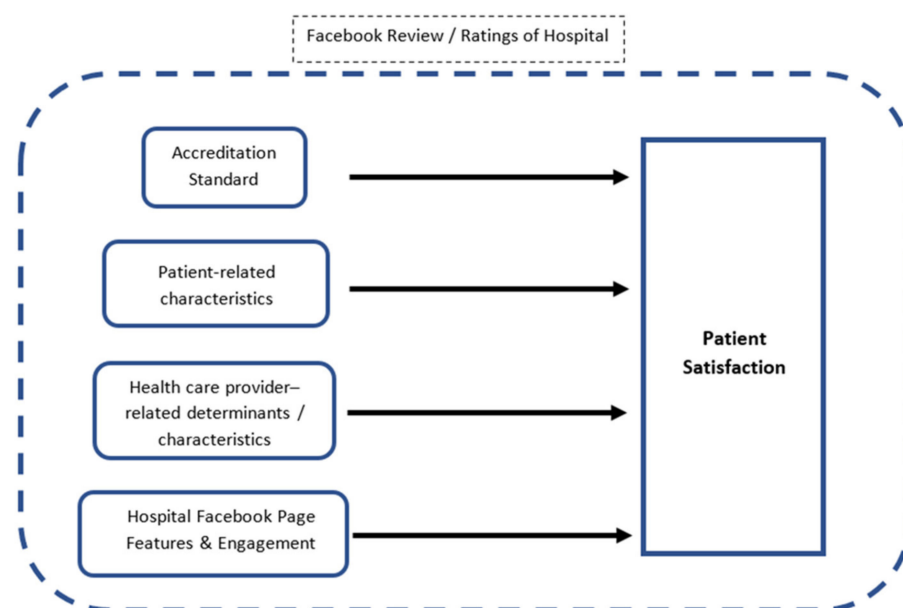 Facebook Review / Ratings of Hospital
Accreditation
Standard
Patient-related
characteristics
Health care provider–
related determinants /
characteristics
Hospital Facebook Page
Features & Engagement
Patient
Satisfaction